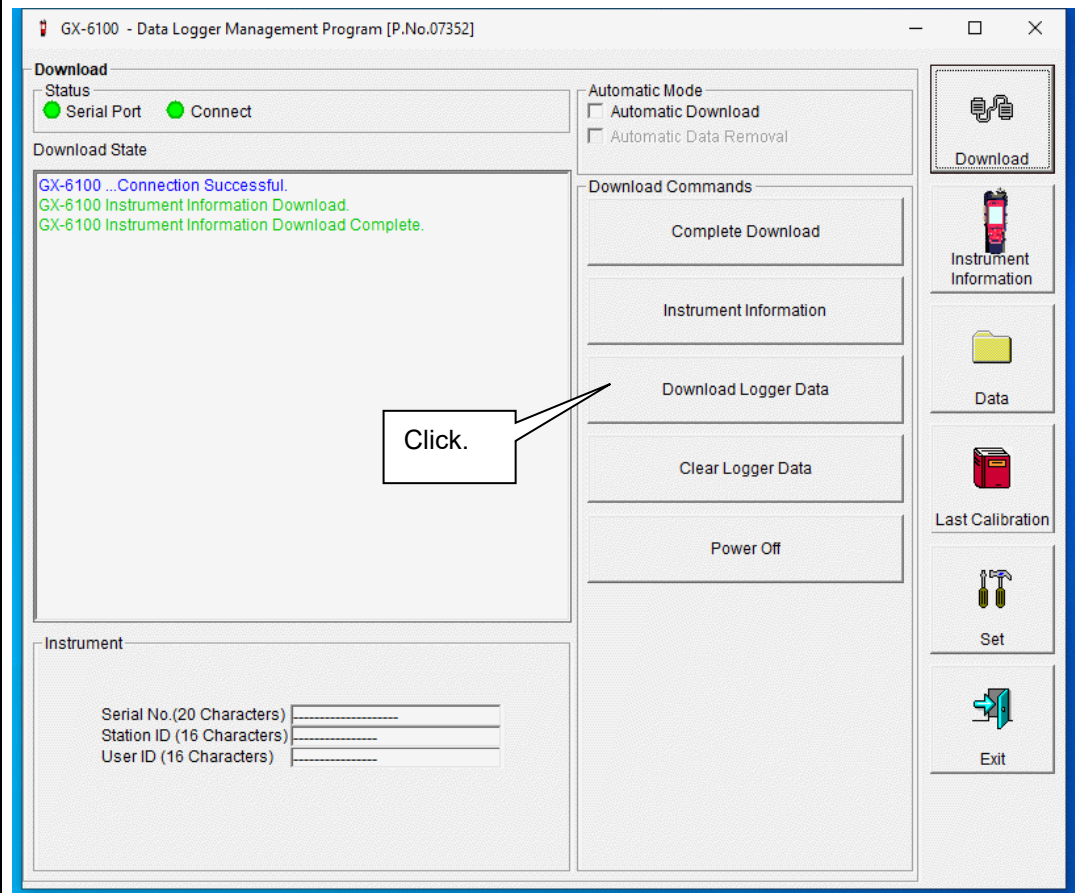 GX-6100 - Data Logger Management Program [P.No.07352]
Download
Status
Serial Port Connect
Download State
GX-6100 ...Connection Successful.
GX-6100 Instrument Information Download.
GX-6100 Instrument Information Download Complete.
Automatic Mode
Automatic Download
Automatic Data Removal
Download Commands
Complete Download
Instrument Information
Download Logger Data
Click.
Clear Logger Data
Power Off
Instrument
Serial No.(20 Characters) --------------------
Station ID (16 Characters) ----------------
User ID (16 Characters) ----------------
Download
Instrument
Information
Data
Last Calibration
Set
Exit